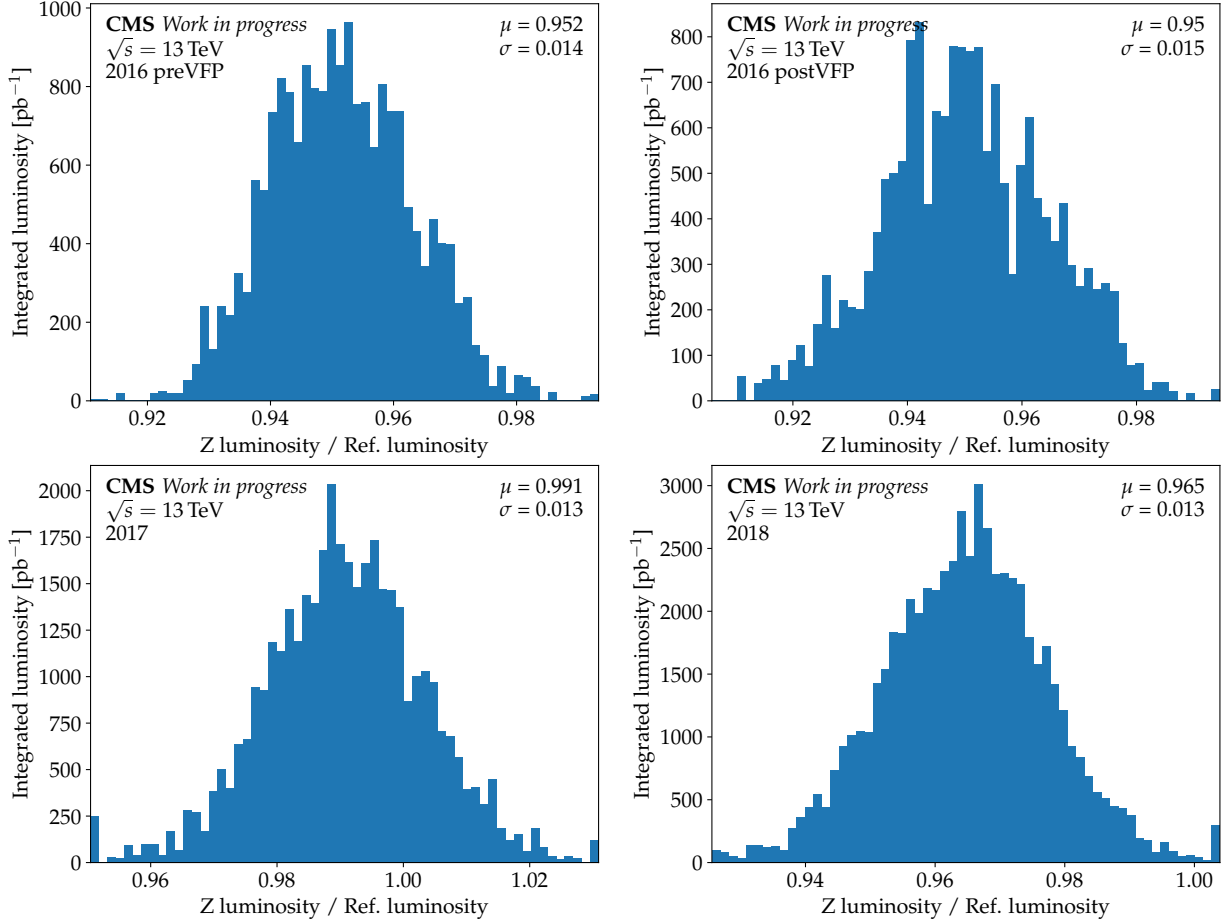 CMS Work in progress
√s = 13 TeV
2016 preVFP
μ = 0.952
σ = 0.014
Integrated luminosity [pb⁻¹]
1000
800
600
400
200
0
0.92 0.94 0.96 0.98
Z luminosity / Ref. luminosity
CMS Work in progress
√s = 13 TeV
2016 postVFP
μ = 0.95
σ = 0.015
Integrated luminosity [pb⁻¹]
800
700
600
500
400
300
200
100
0
0.92 0.94 0.96 0.98
Z luminosity / Ref. luminosity
CMS Work in progress
√s = 13 TeV
2017
μ = 0.991
σ = 0.013
Integrated luminosity [pb⁻¹]
2000
1750
1500
1250
1000
750
500
250
0
0.96 0.98 1.00 1.02
Z luminosity / Ref. luminosity
CMS Work in progress
√s = 13 TeV
2018
μ = 0.965
σ = 0.013
Integrated luminosity [pb⁻¹]
3000
2500
2000
1500
1000
500
0
0.94 0.96 0.98 1.00
Z luminosity / Ref. luminosity